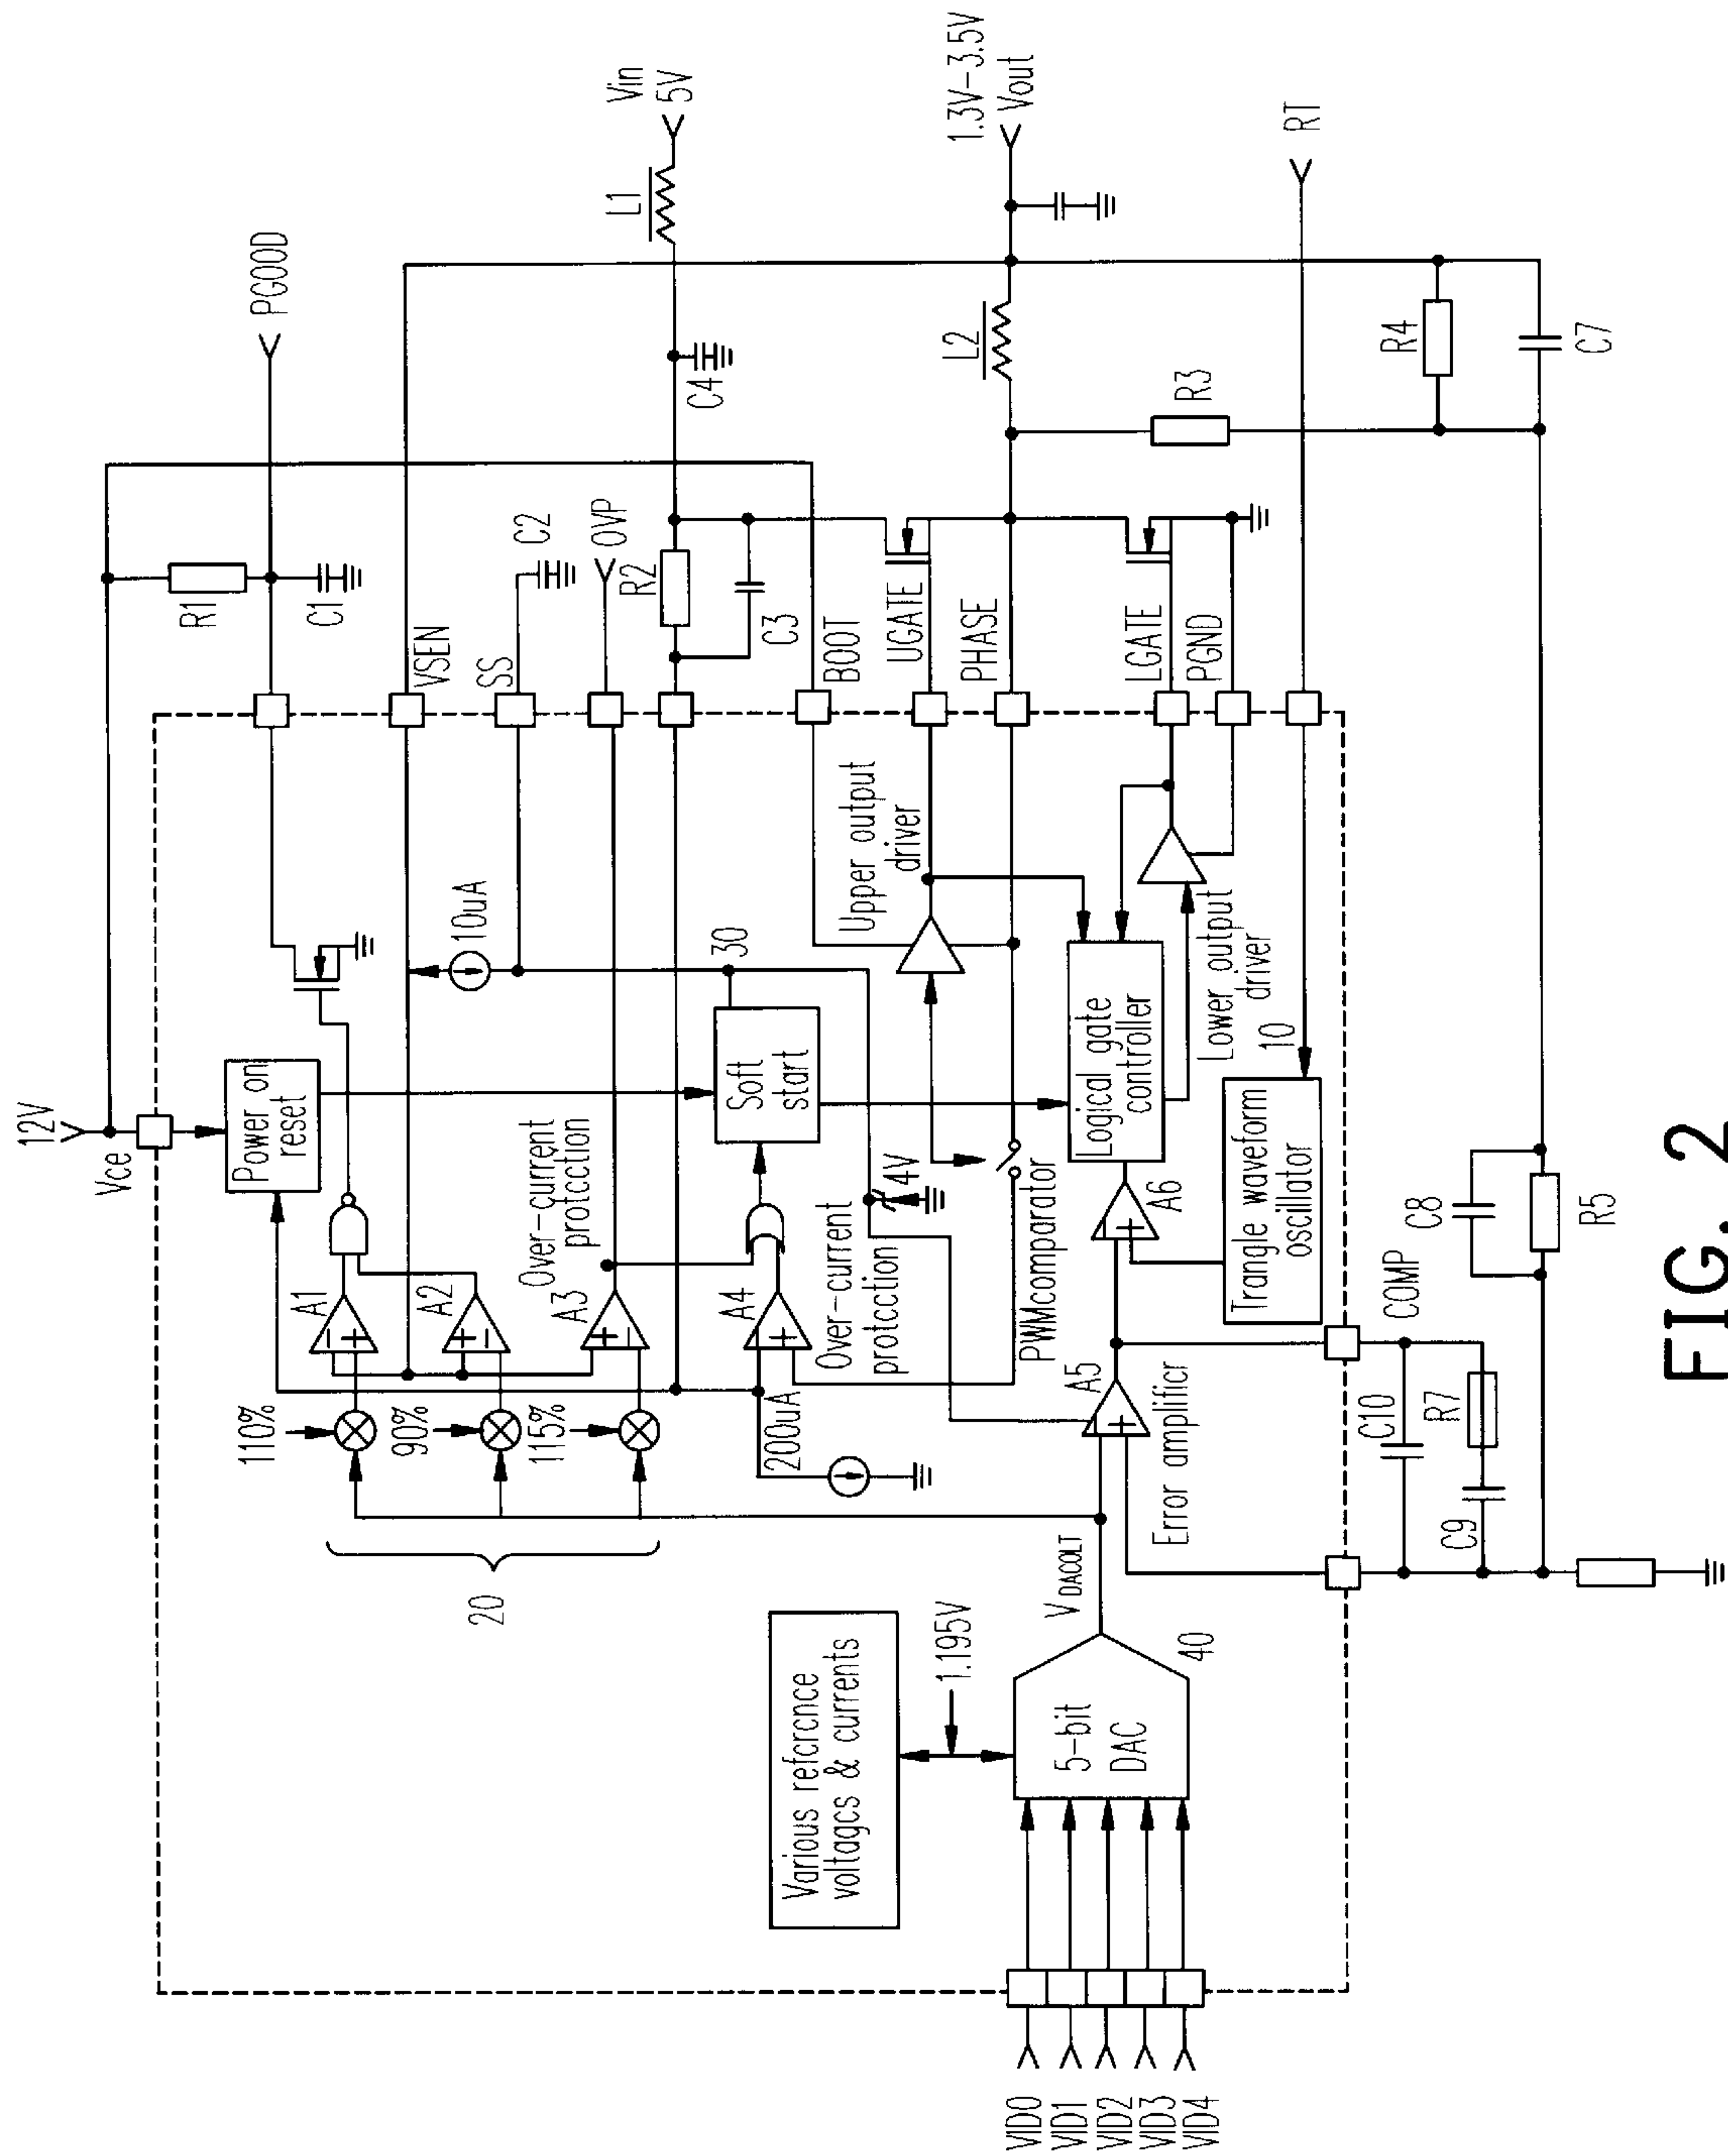 12V
Vce
R1
C1
PGOOD
Power on
reset
VSEN
SS
C2
10uA
OVP
L1
Vin
5V
110%
90%
115%
A1
A2
A3
A4
Over-current
protcction
Soft
start
30
R2
C3
C4
BOOT
20
200uA
Over-current
protcction
4V
Upper output
driver
UGATE
PHASE
L2
1.3V-3.5V
Vout
PWMcomparator
Various refcrcnce
voltagcs & currents
1.195V
VDACOLT
A5
Error amplificr
A6
Logical gate
controller
LGATE
PGND
Lower output
driver
R3
R4
C7
RT
VID0
VID1
VID2
VID3
VID4
5-bit
DAC
40
Trangle waveform
oscillator
10
COMP
C10
R7
C9
C8
R5
FIG. 2